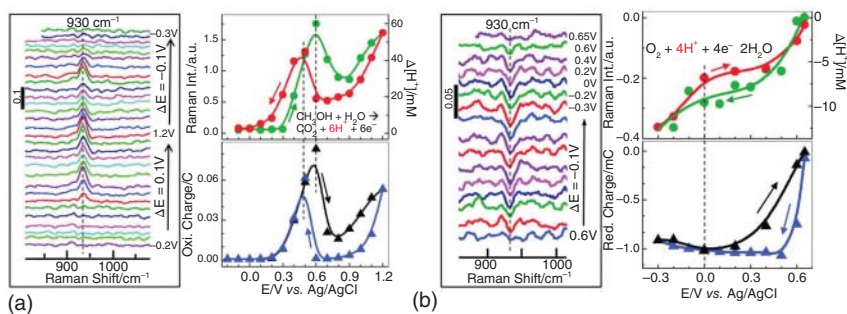 930 cm⁻¹
-0.3V
ΔE = -0.1V
0.1
1.2V
ΔE = 0.1V
-0.2V
900 1000
Raman Shift/cm⁻¹
(a)
Raman Int./a.u.
1.5
1.0
0.5
0.0
60
40
20
0
Δ[H⁺]/mM
CH₃OH + H₂O →
CO₂ + 6H⁺ + 6e⁻
Oxi. Charge/C
0.06
0.03
0.00
0.0 0.3 0.6 0.9 1.2
E/V vs. Ag/AgCl
930 cm⁻¹
0.65V
0.6V
0.4V
0.2V
0V
-0.2V
-0.3V
0.05
ΔE = -0.1V
0.6V
900 1000
Raman Shift/cm⁻¹
(b)
Raman Int./a.u.
0.0
-0.2
-0.4
0
-5
-10
Δ[H⁺]/mM
O₂ + 4H⁺ + 4e⁻ 2H₂O
Red. Charge/mC
0.0
-0.5
-1.0
-0.3 0.0 0.3 0.6
E/V vs. Ag/AgCl